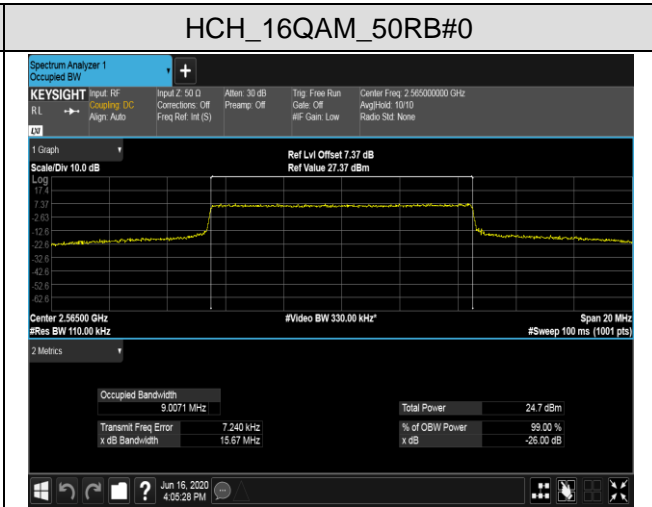 HCH_16QAM_50RB#0
Spectrum Analyzer 1
Occupied BW
+
KEYSIGHT Input: RF Input Z: 50 Ω Atten: 30 dB Trig: Free Run Center Freq: 2.565000000 GHz
RL Coupling: DC Corrections: Off Preamp: Off Gate: Off Avg|Hold: 10/10
Align: Auto Freq Ref: Int (S) #IF Gain: Low Radio Std: None
LXI
1 Graph
Ref Lvl Offset 7.37 dB
Scale/Div 10.0 dB Ref Value 27.37 dBm
Log
17.4
7.37
-2.63
-12.6
-22.6
-32.6
-42.6
-52.6
-62.6
Center 2.56500 GHz #Video BW 330.00 kHz* Span 20 MHz
#Res BW 110.00 kHz #Sweep 100 ms (1001 pts)
2 Metrics
Occupied Bandwidth
9.0071 MHz Total Power 24.7 dBm
Transmit Freq Error 7.240 kHz % of OBW Power 99.00 %
x dB Bandwidth 15.67 MHz x dB -26.00 dB
? Jun 16, 2020
4:05:28 PM